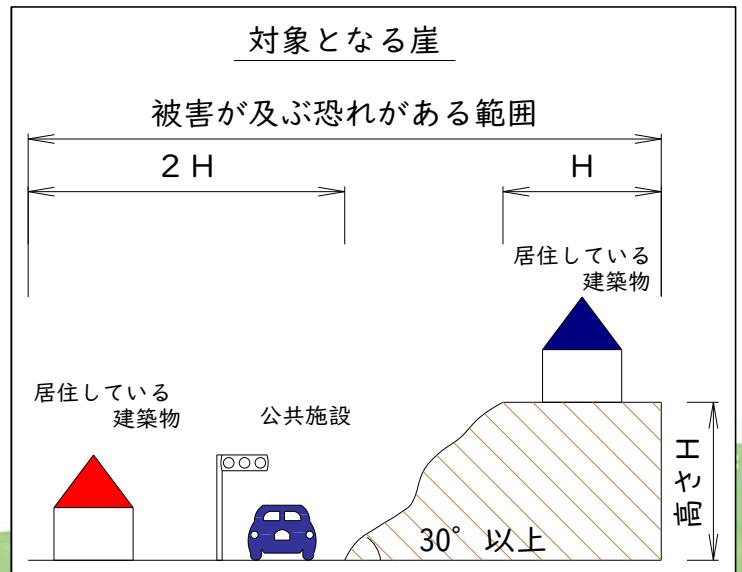 対象となる崖
被害が及ぶ恐れがある範囲
2H
H
居住している
建築物
居住している
建築物
公共施設
高さH
30°以上